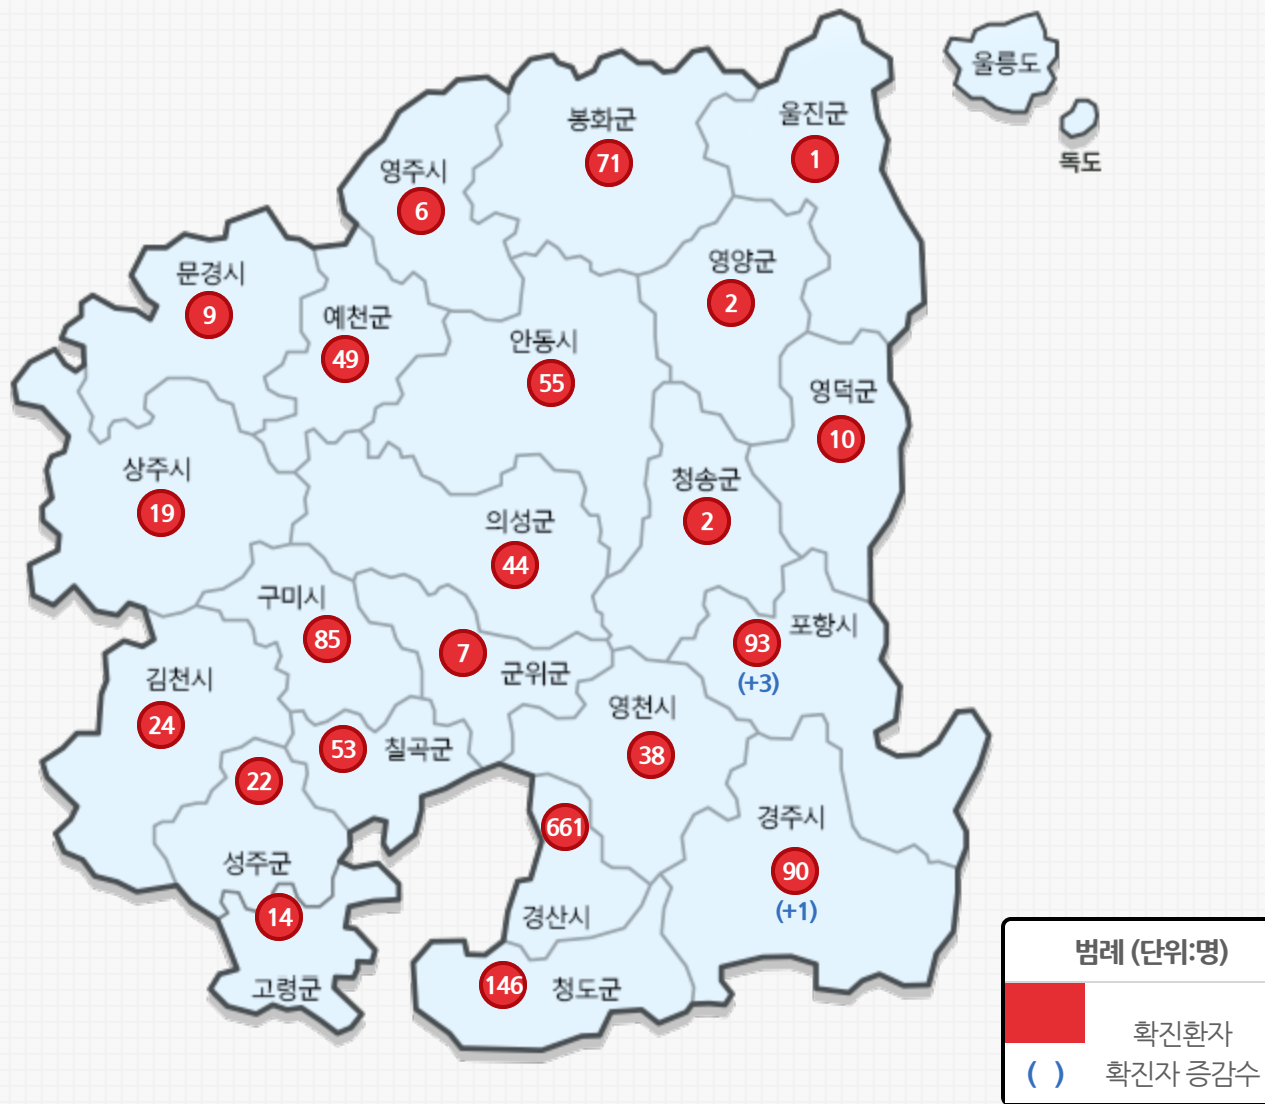 울릉도
독도
울진군
1
봉화군
71
영주시
6
영양군
2
문경시
9
예천군
49
안동시
55
영덕군
10
상주시
19
청송군
2
의성군
44
구미시
85
7
군위군
93
(+3)
포항시
김천시
24
영천시
38
53
칠곡군
22
성주군
661
경산시
경주시
90
(+1)
14
고령군
146
청도군
범례 (단위:명)
확진환자
( ) 확진자 증감수